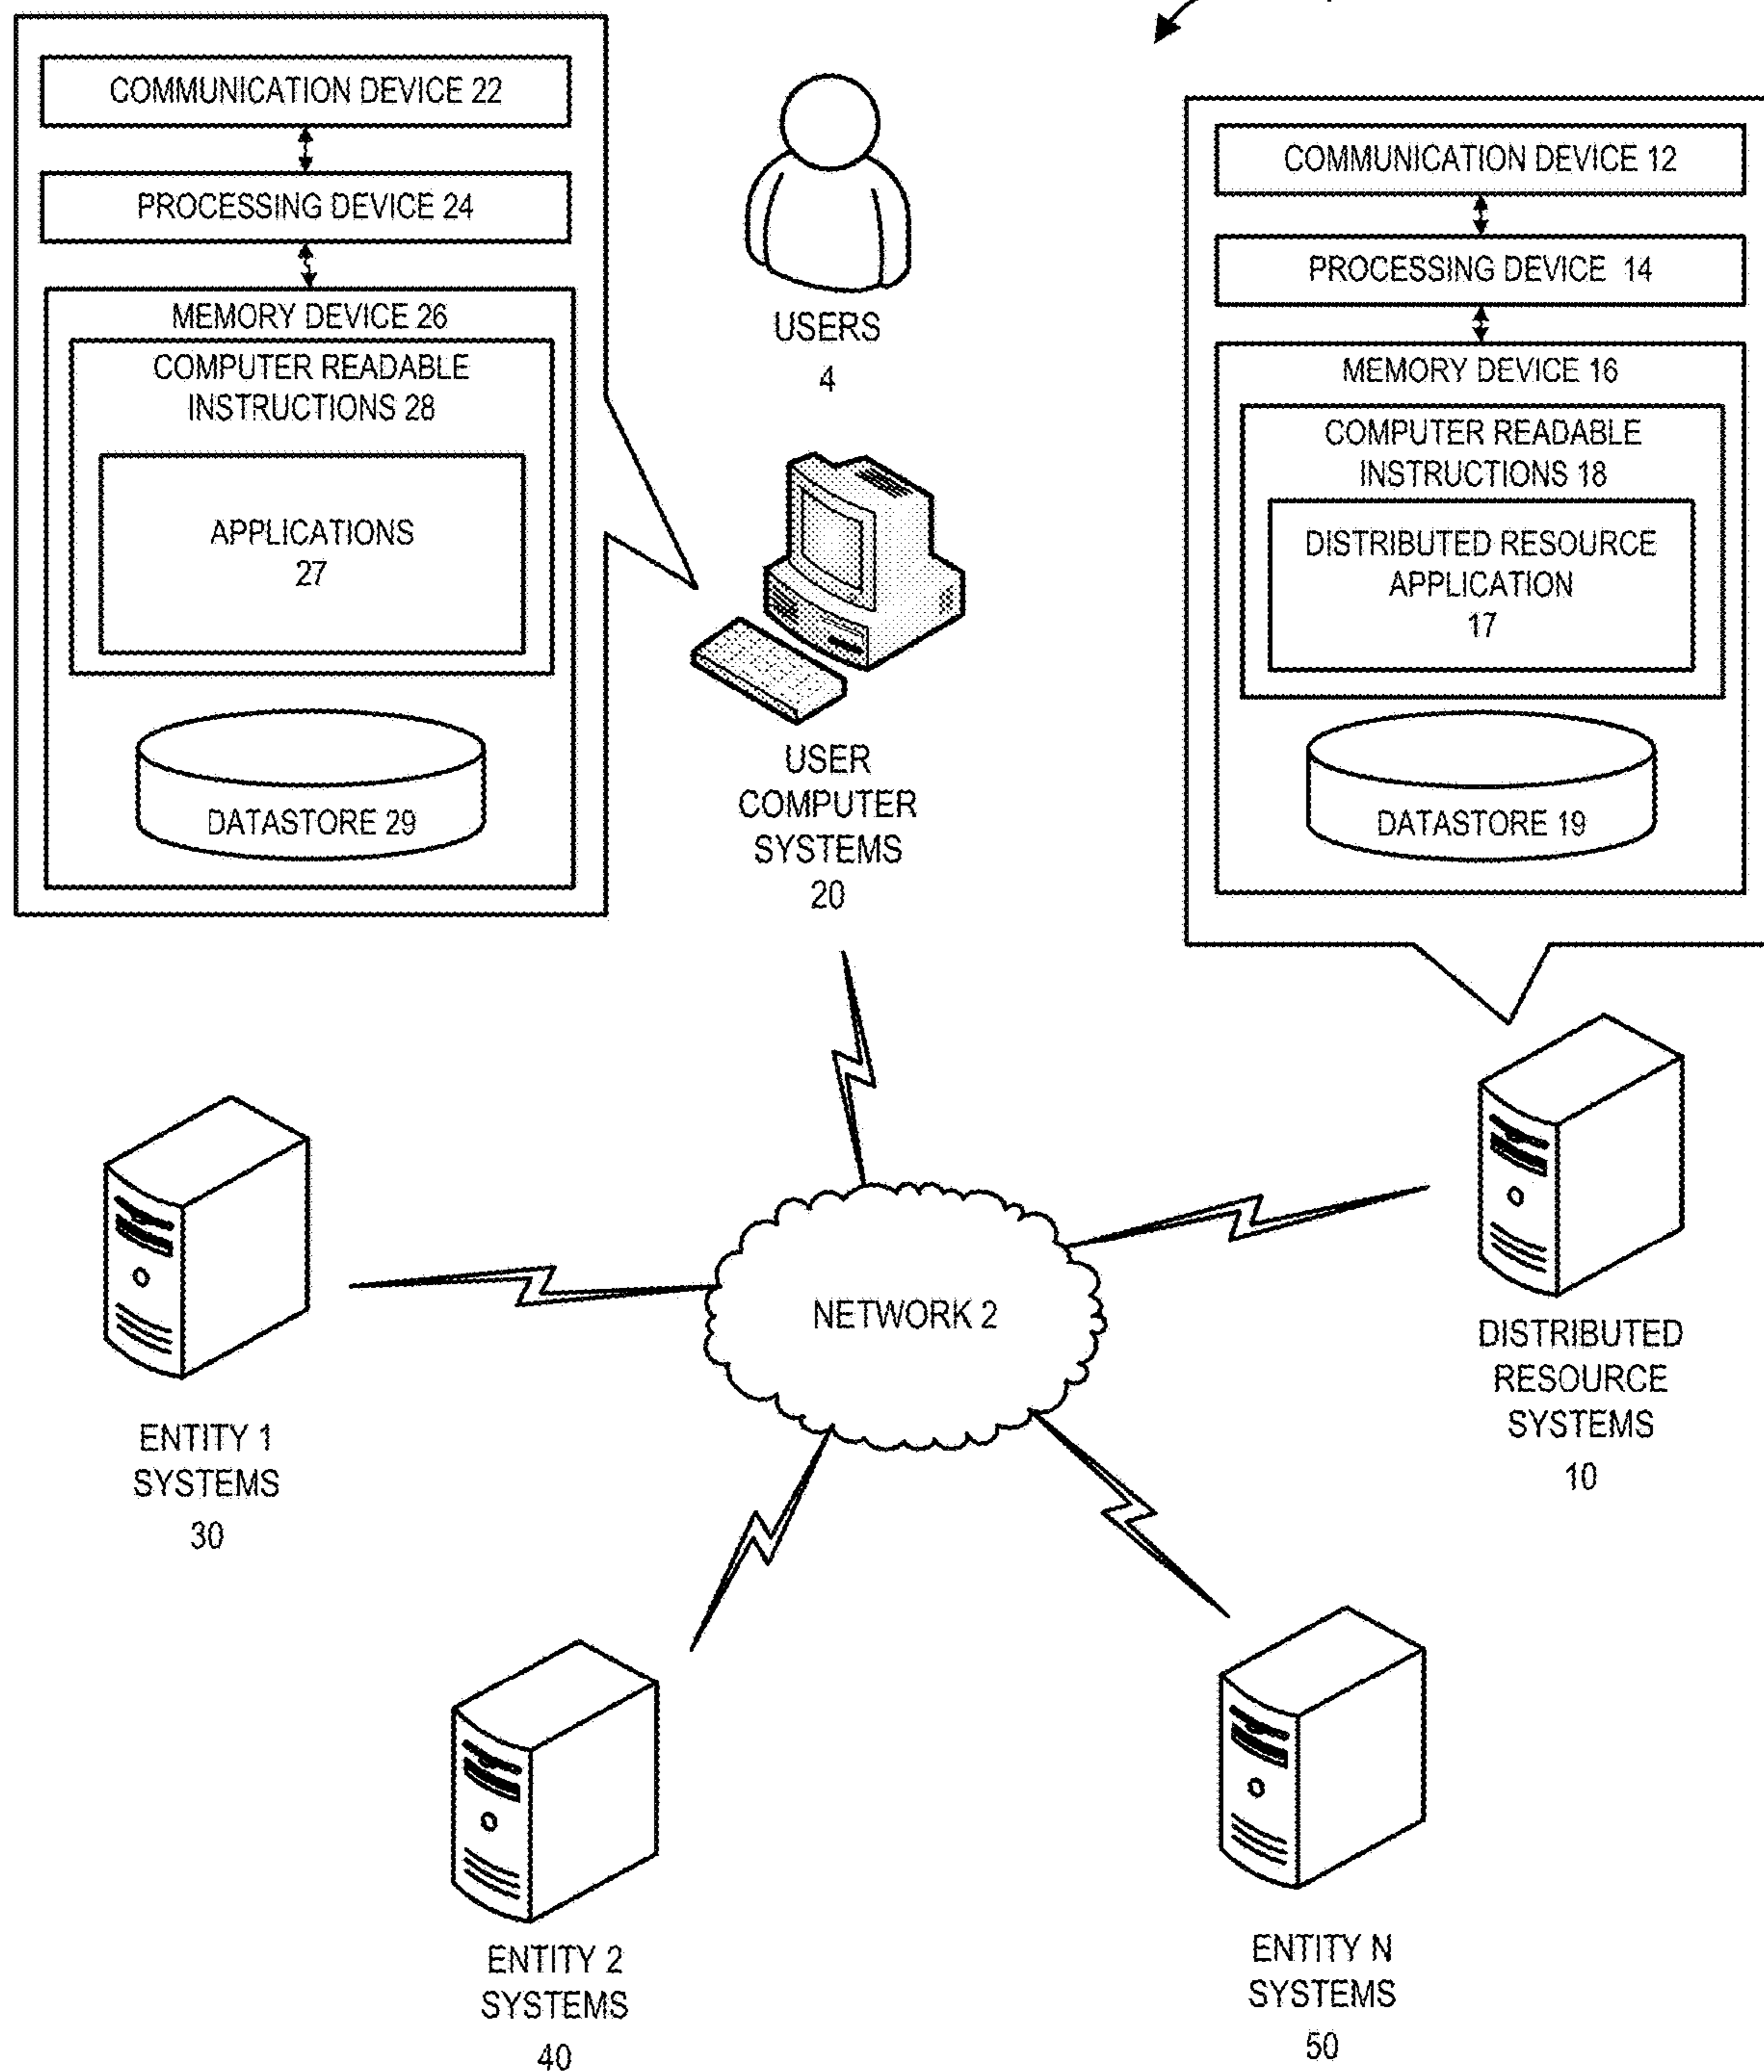 COMMUNICATION DEVICE 22
PROCESSING DEVICE 24
MEMORY DEVICE 26
COMPUTER READABLE
INSTRUCTIONS 28
APPLICATIONS
27
DATASTORE 29
USERS
4
USER
COMPUTER
SYSTEMS
20
COMMUNICATION DEVICE 12
PROCESSING DEVICE 14
MEMORY DEVICE 16
COMPUTER READABLE
INSTRUCTIONS 18
DISTRIBUTED RESOURCE
APPLICATION
17
DATASTORE 19
NETWORK 2
DISTRIBUTED
RESOURCE
SYSTEMS
10
ENTITY 1
SYSTEMS
30
ENTITY 2
SYSTEMS
40
ENTITY N
SYSTEMS
50